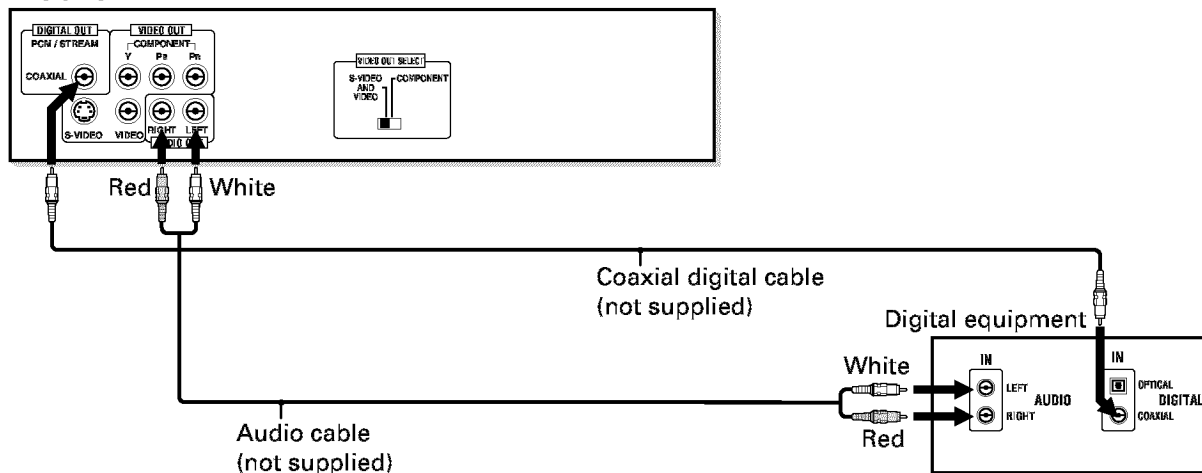 DIGITAL OUT
PCM / STREAM
COAXIAL
VIDEO OUT
COMPONENT
Y PB PR
S-VIDEO
VIDEO
RIGHT LEFT
VIDEO OUT SELECT
S-VIDEO
AND
VIDEO
COMPONENT
Red
White
Coaxial digital cable
(not supplied)
Digital equipment
White
Red
IN
LEFT
RIGHT
AUDIO
IN
OPTICAL
COAXIAL
DIGITAL
Audio cable
(not supplied)